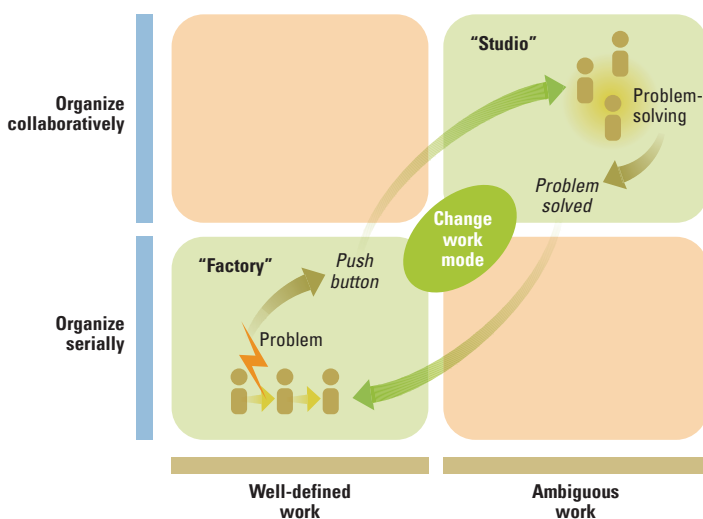 “Studio”
Organize
collaboratively
Problem-
solving
Problem
solved
Change
work
mode
“Factory”
Push
button
Organize
serially
Problem
Well-defined
work
Ambiguous
work